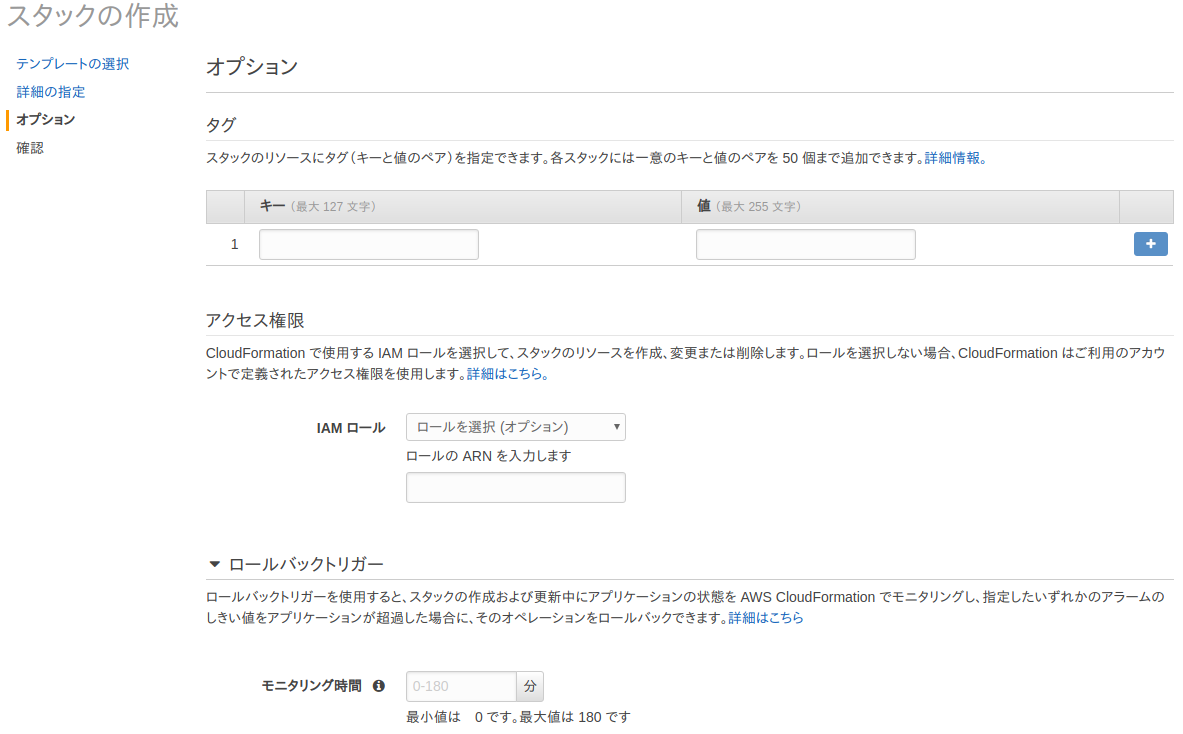 スタックの作成
テンプレートの選択
詳細の指定
オプション
確認
オプション
タグ
スタックのリソースにタグ（キーと値のペア）を指定できます。各スタックには一意のキーと値のペアを 50 個まで追加できます。詳細情報。
キー（最大 127 文字） 値（最大 255 文字）
1 +
アクセス権限
CloudFormation で使用する IAM ロールを選択して、スタックのリソースを作成、変更または削除します。ロールを選択しない場合、CloudFormation はご利用のアカウ
ントで定義されたアクセス権限を使用します。詳細はこちら。
IAM ロール ロールを選択 (オプション)
ロールの ARN を入力します
ロールバックトリガー
ロールバックトリガーを使用すると、スタックの作成および更新中にアプリケーションの状態を AWS CloudFormation でモニタリングし、指定したいずれかのアラームの
しきい値をアプリケーションが超過した場合に、そのオペレーションをロールバックできます。詳細はこちら
モニタリング時間 0-180 分
最小値は 0 です。最大値は 180 です